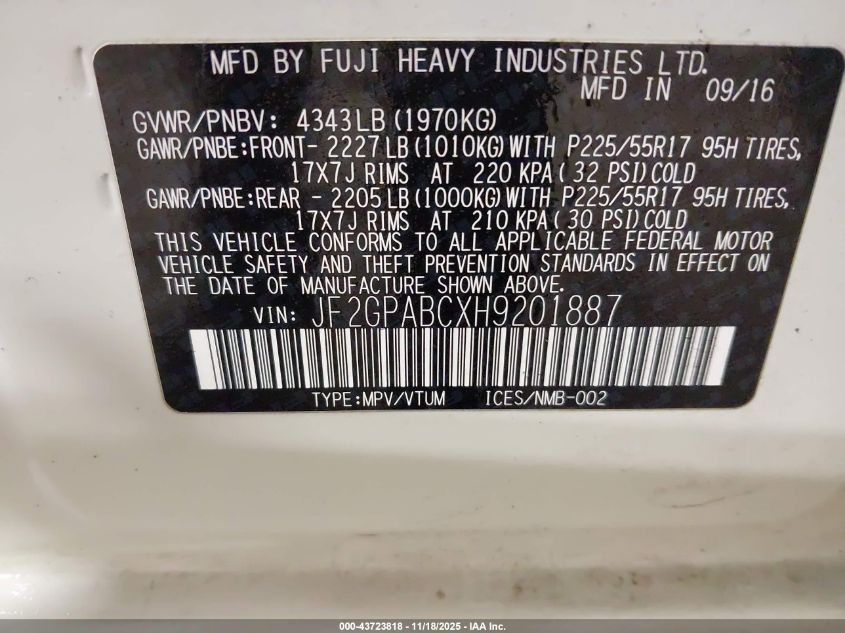 MFD BY FUJI HEAVY INDUSTRIES LTD.
MFD IN 09/16
GVWR/PNBV: 4343LB (1970KG)
GAWR/PNBE:FRONT- 2227LB (1010KG) WITH P225/55R17 95H TIRES,
17X7J RIMS AT 220 KPA (32 PSI) COLD
GAWR/PNBE:REAR - 2205LB (1000KG) WITH P225/55R17 95H TIRES,
17X7J RIMS AT 210 KPA (30 PSI) COLD
THIS VEHICLE CONFORMS TO ALL APPLICABLE FEDERAL MOTOR
VEHICLE SAFETY AND THEFT PREVENTION STANDARDS IN EFFECT ON
THE DATE OF MANUFACTURE SHOWN ABOVE.
VIN: JF2GPABCXH9201887
TYPE:MPV/VTUM ICES/NMB-002
000-43723818 - 11/18/2025 - IAA Inc.